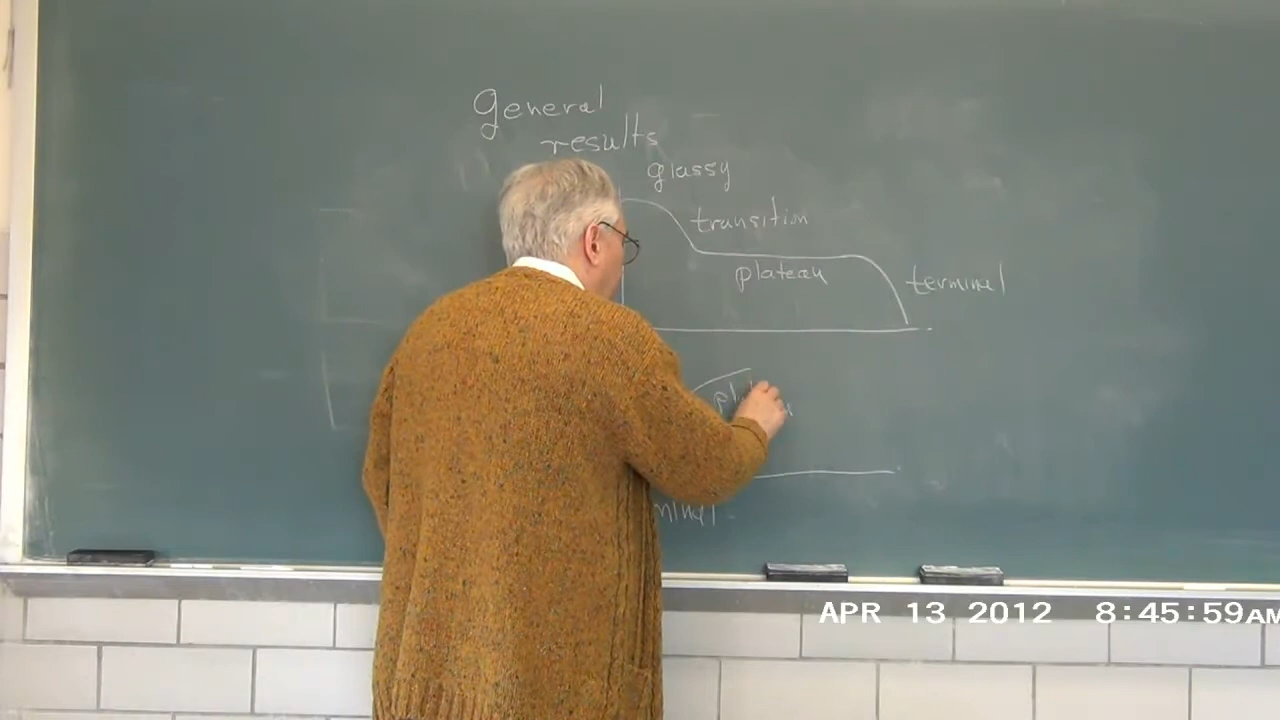 General
results
glassy
transition
plateau
terminal
APR 13 2012 8:45:59AM